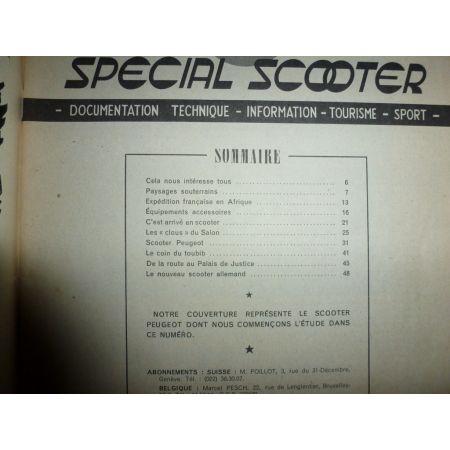 SPECIAL SCOOTER
- DOCUMENTATION TECHNIQUE - INFORMATION - TOURISME - SPORT -
SOMMAIRE
Cela nous intéresse tous 6
Paysages souterrains 7
Expédition française en Afrique 13
Équipements accessoires 16
C'est arrivé en scooter 21
Les « clous » du Salon 25
Scooter Peugeot 31
Le coin du toubib 41
De la route au Palais de Justice 43
Le nouveau scooter allemand 48
NOTRE COUVERTURE REPRÉSENTE LE SCOOTER
PEUGEOT DONT NOUS COMMENÇONS L'ÉTUDE DANS
CE NUMÉRO.
ABONNEMENTS : SUISSE : M. POILLOT, 3, rue du 31-Décembre,
Genève. Tél. : (022) 36.30.07.
BELGIQUE : Marcel PESCH, 22, rue de Lenglentier, Bruxelles-